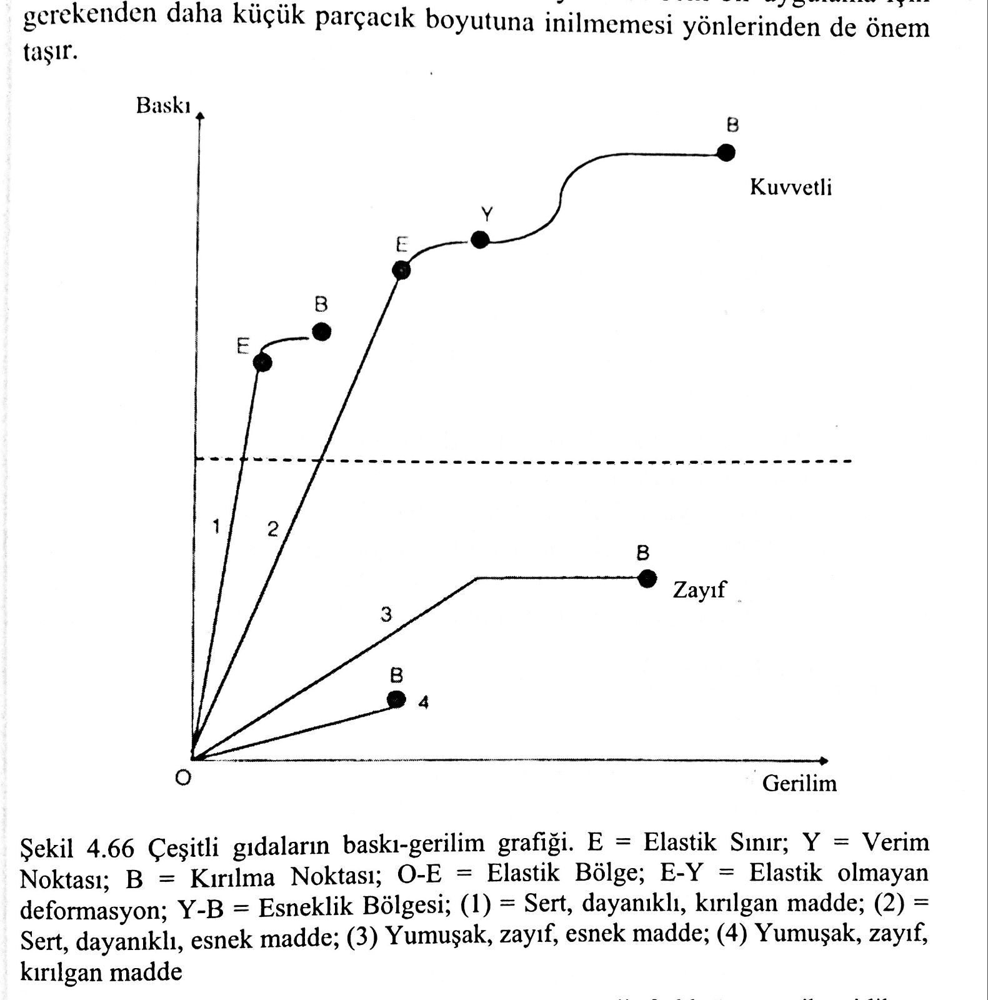 gerekenden daha küçük parçacık boyutuna inilmemesi yönlerinden de önem
taşır.
Baskı
B
Kuvvetli
Y
E
B
E
1
2
B
Zayıf
3
B
4
O
Gerilim
Şekil 4.66 Çeşitli gıdaların baskı-gerilim grafiği. E = Elastik Sınır; Y = Verim
Noktası; B = Kırılma Noktası; O-E = Elastik Bölge; E-Y = Elastik olmayan
deformasyon; Y-B = Esneklik Bölgesi; (1) = Sert, dayanıklı, kırılgan madde; (2) =
Sert, dayanıklı, esnek madde; (3) Yumuşak, zayıf, esnek madde; (4) Yumuşak, zayıf,
kırılgan madde